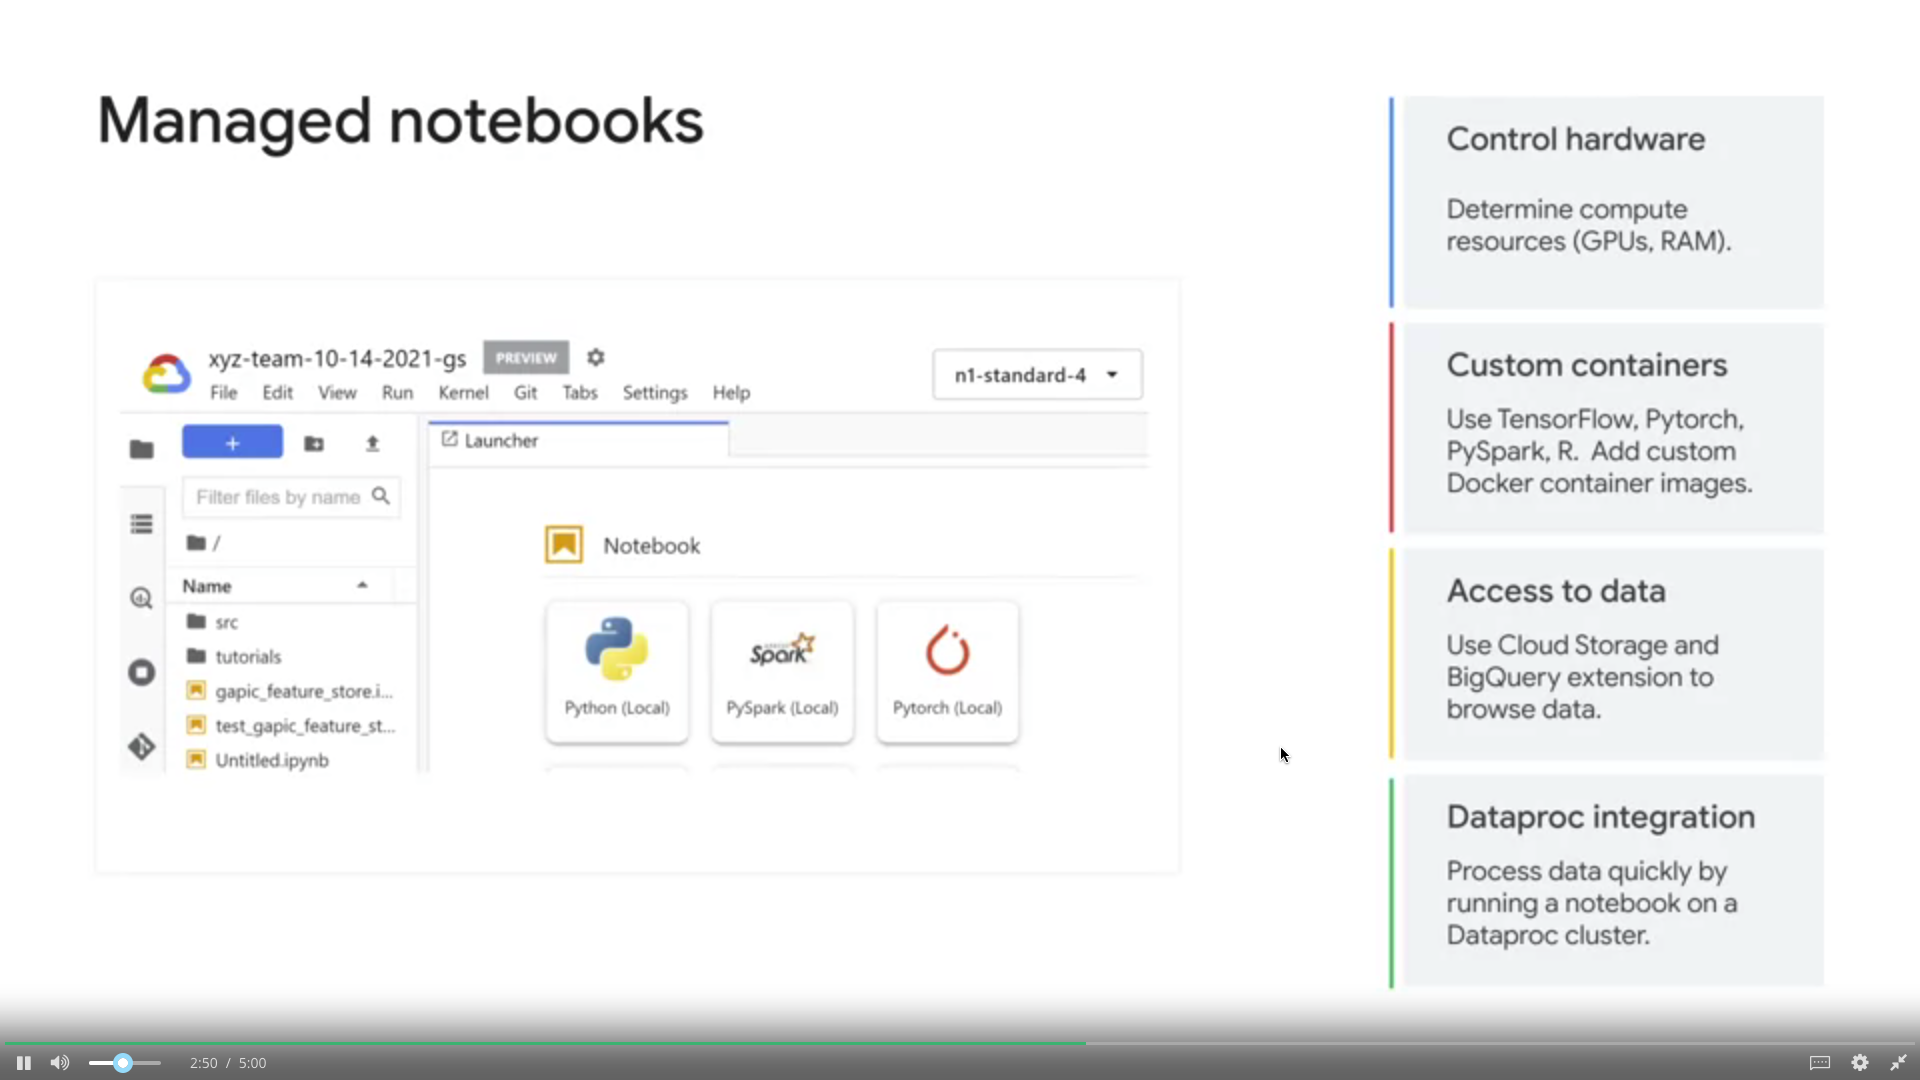 Managed notebooks
xyz-team-10-14-2021-gs
PREVIEW
File Edit View Run Kernel Git Tabs Settings Help
n1-standard-4
+
Launcher
Filter files by name
/
Name
src
tutorials
gapic_feature_store.i...
test_gapic_feature_st...
Untitled.ipynb
Notebook
Python (Local)
Spark
PySpark (Local)
Pytorch (Local)
Control hardware
Determine compute
resources (GPUs, RAM).
Custom containers
Use TensorFlow, Pytorch,
PySpark, R. Add custom
Docker container images.
Access to data
Use Cloud Storage and
BigQuery extension to
browse data.
Dataproc integration
Process data quickly by
running a notebook on a
Dataproc cluster.
2:50 / 5:00